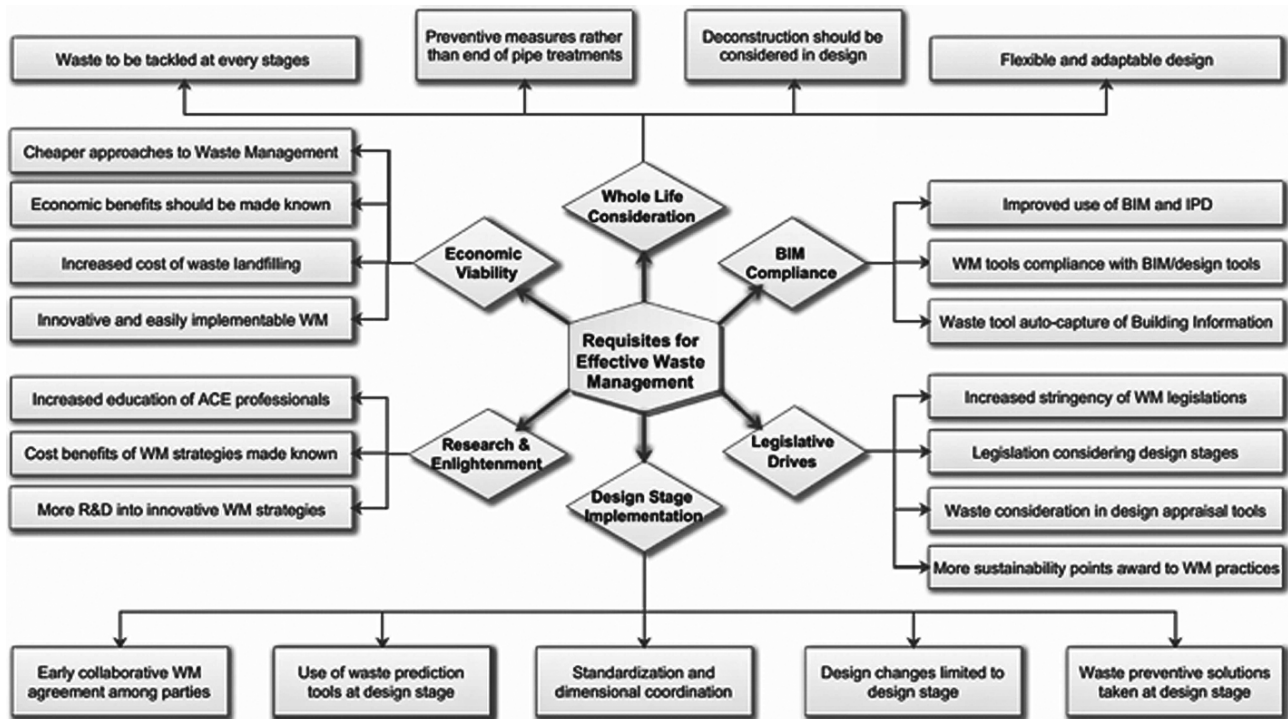 Waste to be tackled at every stages
Preventive measures rather
than end of pipe treatments
Deconstruction should be
considered in design
Flexible and adaptable design
Whole Life
Consideration
Cheaper approaches to Waste Management
Economic benefits should be made known
Increased cost of waste landfilling
Innovative and easily implementable WM
Economic
Viability
BIM
Compliance
Improved use of BIM and IPD
WM tools compliance with BIM/design tools
Waste tool auto-capture of Building Information
Requisites for
Effective Waste
Management
Increased education of ACE professionals
Cost benefits of WM strategies made known
More R&D into innovative WM strategies
Research &
Enlightenment
Legislative
Drives
Increased stringency of WM legislations
Legislation considering design stages
Waste consideration in design appraisal tools
More sustainability points award to WM practices
Design Stage
Implementation
Early collaborative WM
agreement among parties
Use of waste prediction
tools at design stage
Standardization and
dimensional coordination
Design changes limited to
design stage
Waste preventive solutions
taken at design stage